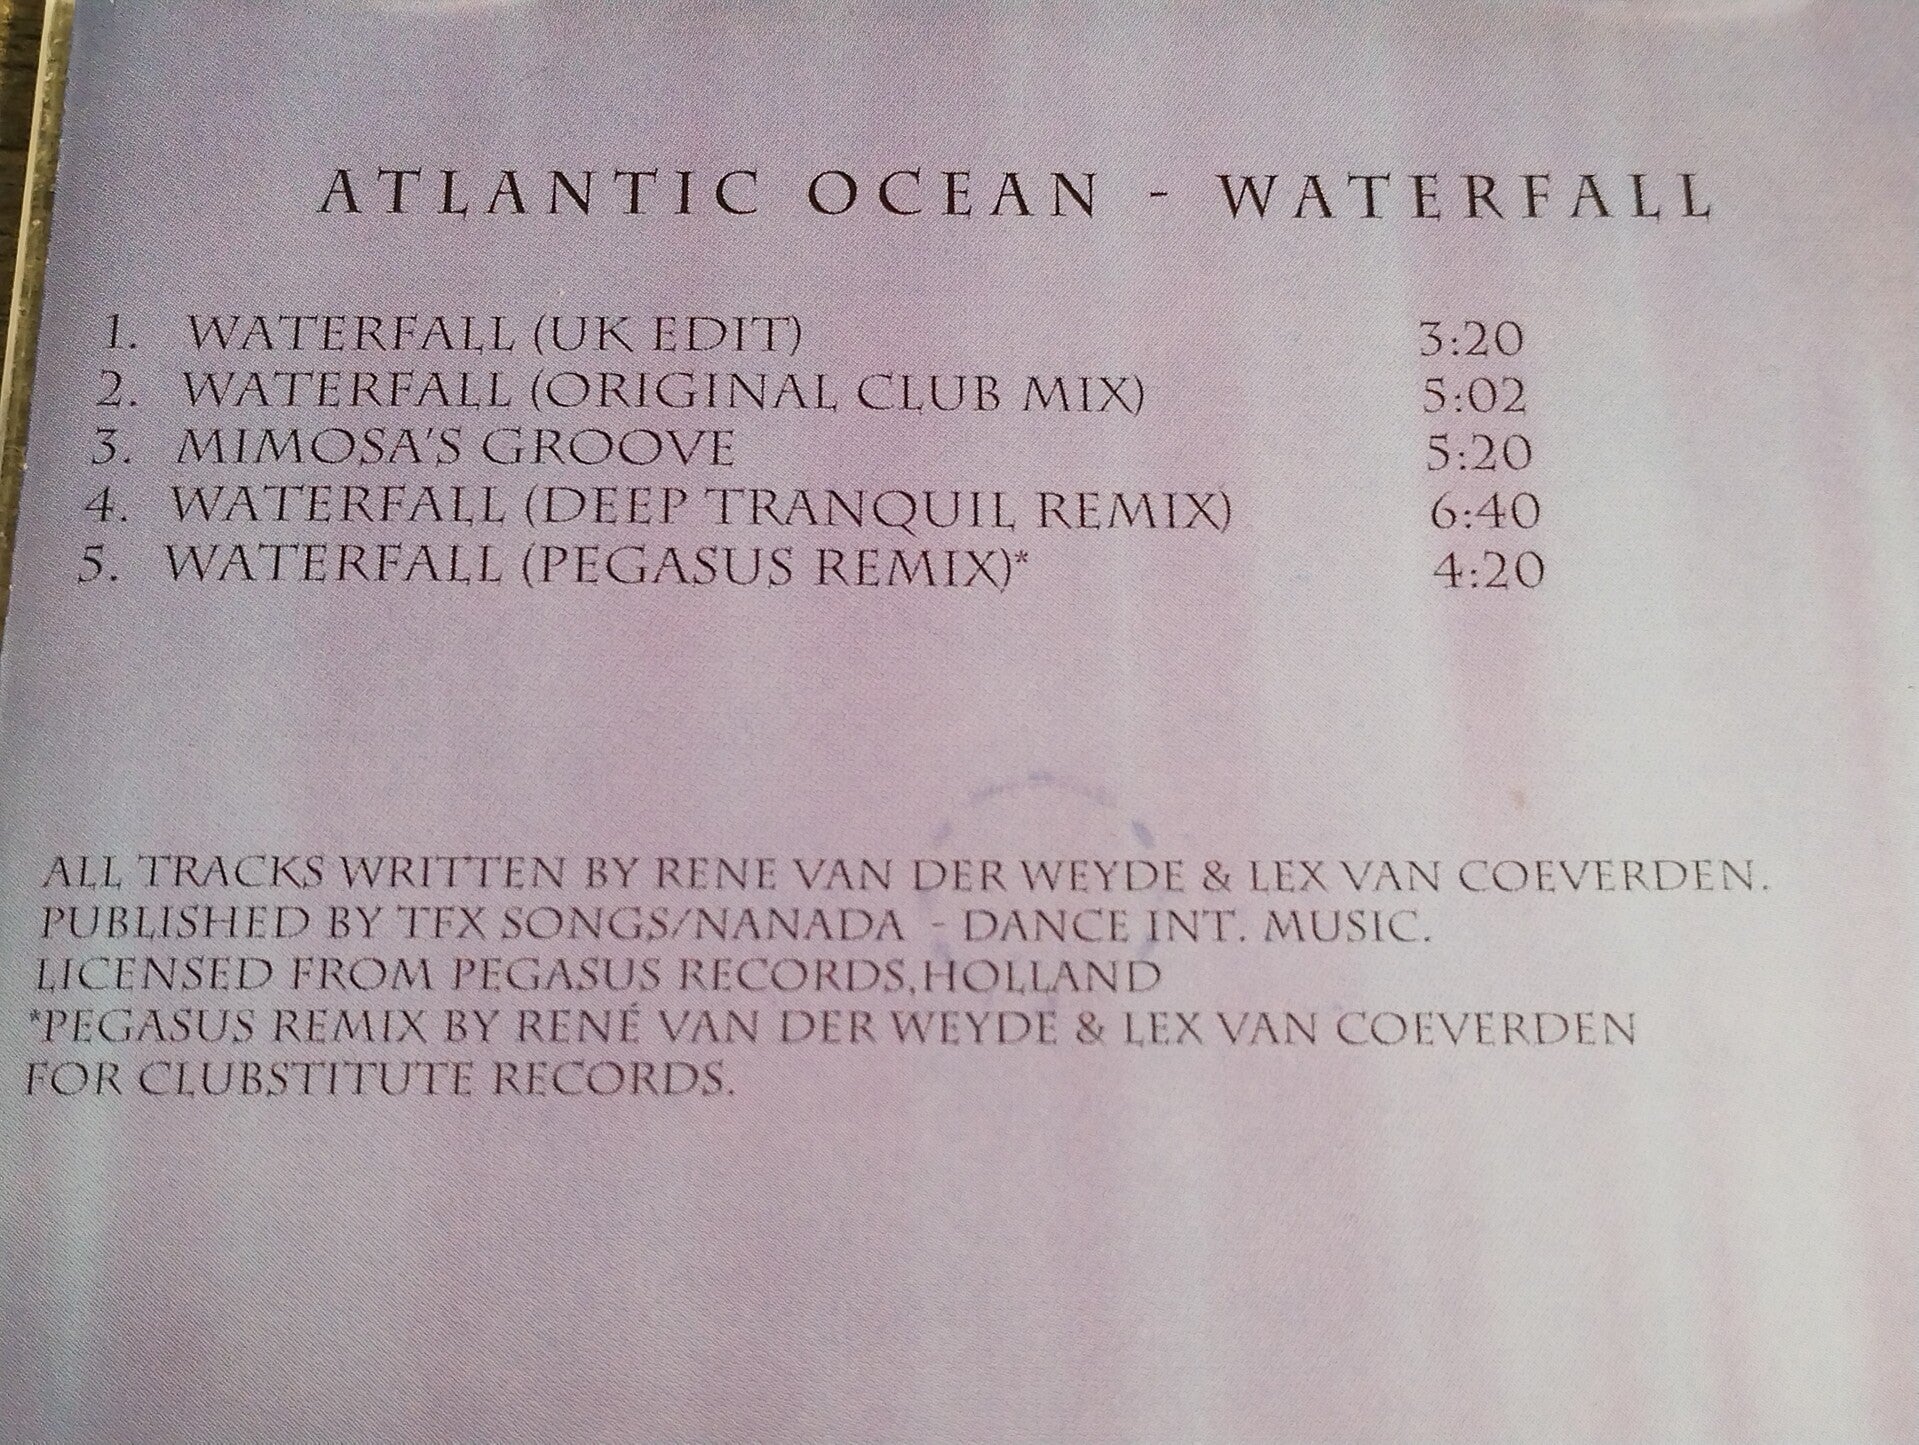 ATLANTIC OCEAN - WATERFALL
1. WATERFALL (UK EDIT) 3:20
2. WATERFALL (ORIGINAL CLUB MIX) 5:02
3. MIMOSA'S GROOVE 5:20
4. WATERFALL (DEEP TRANQUIL REMIX) 6:40
5. WATERFALL (PEGASUS REMIX)* 4:20
ALL TRACKS WRITTEN BY RENE VAN DER WEYDE & LEX VAN COEVERDEN.
PUBLISHED BY TFX SONGS/NANADA - DANCE INT. MUSIC.
LICENSED FROM PEGASUS RECORDS,HOLLAND
*PEGASUS REMIX BY RENÉ VAN DER WEYDE & LEX VAN COEVERDEN
FOR CLUBSTITUTE RECORDS.